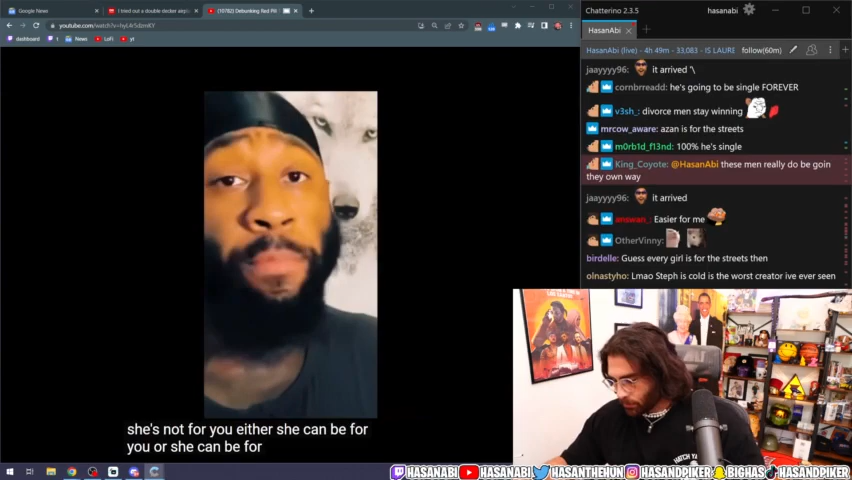 Google News
I tried out a double decker airpl
(10782) Debunking Red Pill
youtube.com/watch?v=hyL4r5dzmKY
dashboard
t
News
LoFi
yt
she's not for you either she can be for
you or she can be for
Chatterino 2.3.5
hasanabi
HasanAbi
HasanAbi (live) - 4h 49m - 33,083 - IS LAURE
follow(60m)
jaayyyy96: it arrived '\
cornbrreadd: he's going to be single FOREVER
v3sh_: divorce men stay winning
mrcow_aware: azan is for the streets
m0rb1d_f13nd: 100% he's single
King_Coyote: @HasanAbi these men really do be goin
they own way
jaayyyy96: it arrived
answan_: Easier for me
OtherVinny:
birdelle: Guess every girl is for the streets then
olnastyho: Lmao Steph is cold is the worst creator ive ever seen
HATCH
HASANABI
HASANABI
HASANTHEHUN
HASANDPIKER
BIGHAS
HASANDPIKER